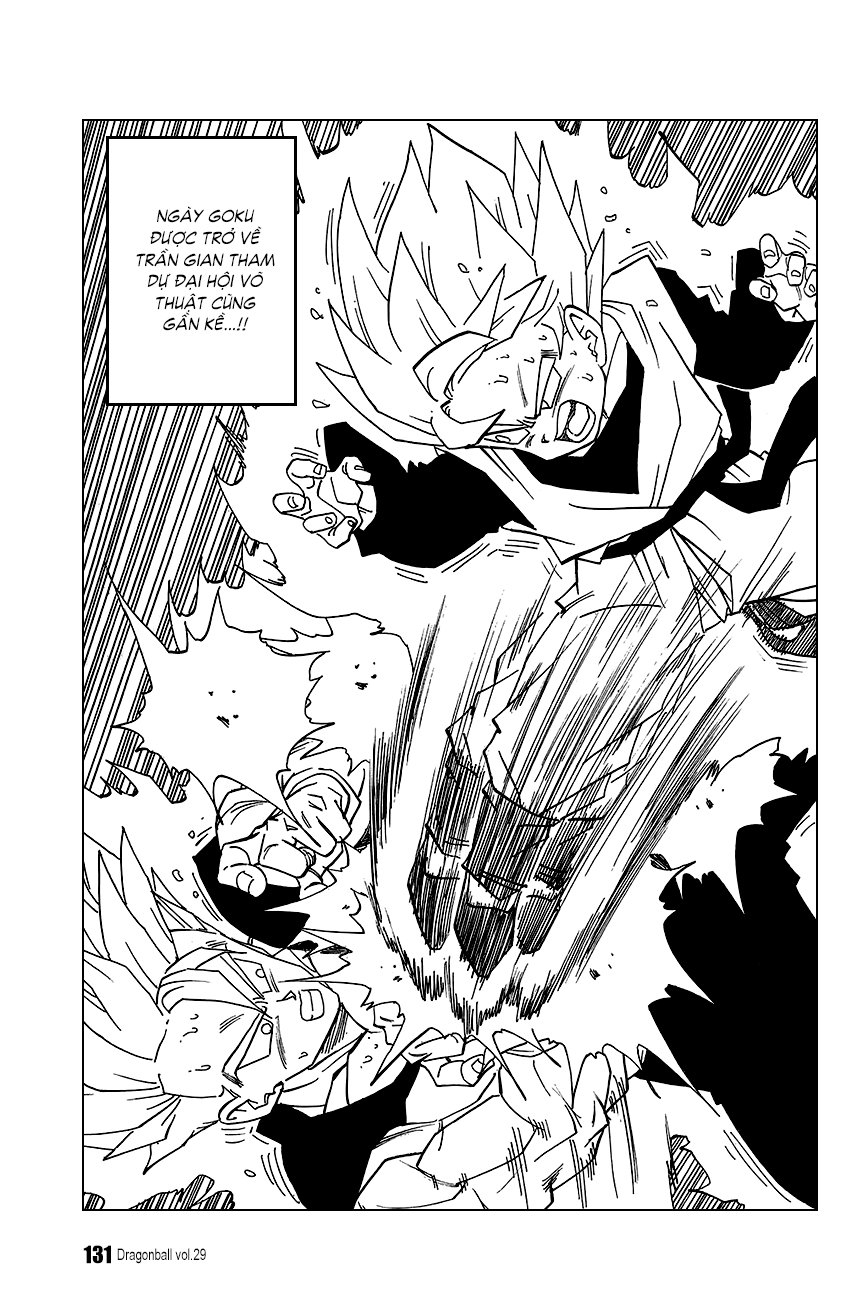 NGÀY GOKU
ĐƯỢC TRỞ VỀ
TRẦN GIAN THAM
DỰ ĐẠI HỘI VÕ
THUẬT CŨNG
GẦN KỀ...!!
131 Dragonball vol.29